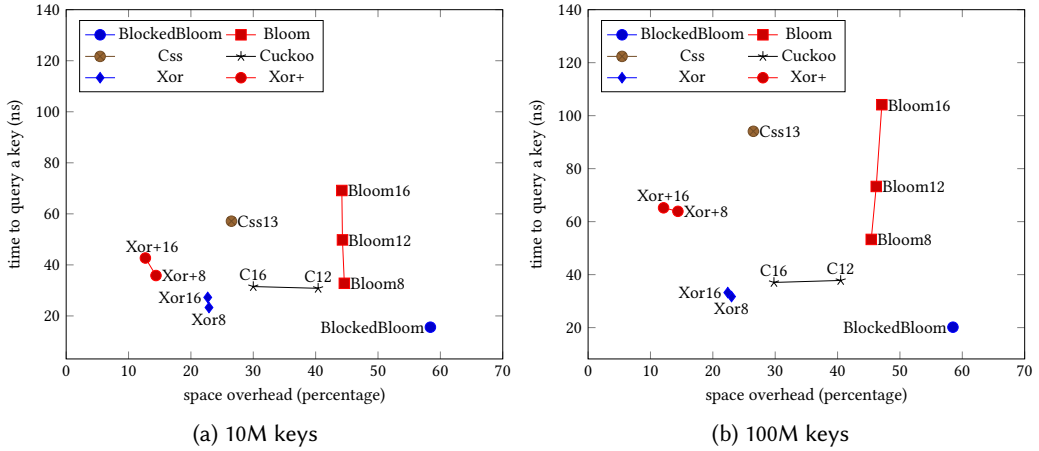 140
120
100
80
60
40
20
0 10 20 30 40 50 60 70
time to query a key (ns)
space overhead (percentage)
BlockedBloom Bloom
Css Cuckoo
Xor Xor+
Bloom16
Css13
Bloom12
Xor+16
Xor+8
C16 C12
Bloom8
Xor16
Xor8
BlockedBloom
(a) 10M keys
140
120
100
80
60
40
20
0 10 20 30 40 50 60 70
time to query a key (ns)
space overhead (percentage)
BlockedBloom Bloom
Css Cuckoo
Xor Xor+
Bloom16
Css13
Bloom12
Xor+16
Xor+8
Bloom8
C16 C12
Xor16
Xor8
BlockedBloom
(b) 100M keys